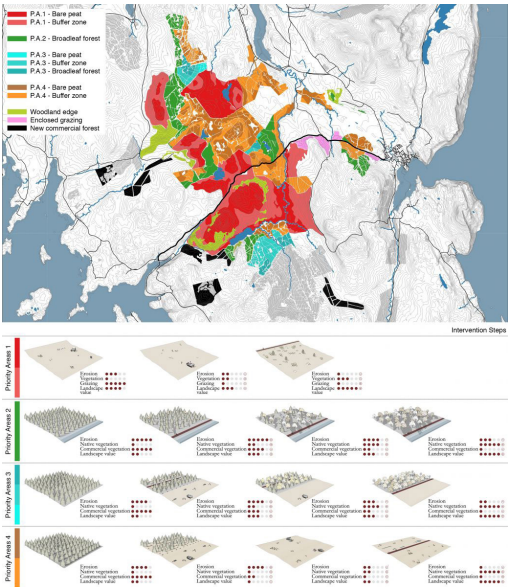 P.A.1 - Bare peat
P.A.1 - Buffer zone
P.A.2 - Broadleaf forest
P.A.3 - Bare peat
P.A.3 - Buffer zone
P.A.3 - Broadleaf forest
P.A.4 - Bare peat
P.A.4 - Buffer zone
Woodland edge
Enclosed grazing
New commercial forest
Intervention Steps
Priority Areas 1
Erosion
Vegetation
Grazing
Landscape
value
Erosion
Vegetation
Grazing
Landscape
value
Erosion
Vegetation
Grazing
Landscape
value
Priority Areas 2
Erosion
Native vegetation
Commercial vegetation
Landscape value
Erosion
Native vegetation
Commercial vegetation
Landscape value
Erosion
Native vegetation
Commercial vegetation
Landscape value
Erosion
Native vegetation
Commercial vegetation
Landscape value
Priority Areas 3
Erosion
Native vegetation
Commercial vegetation
Landscape value
Erosion
Native vegetation
Commercial vegetation
Landscape value
Erosion
Native vegetation
Commercial vegetation
Landscape value
Erosion
Native vegetation
Commercial vegetation
Landscape value
Priority Areas 4
Erosion
Native vegetation
Commercial vegetation
Landscape value
Erosion
Native vegetation
Commercial vegetation
Landscape value
Erosion
Native vegetation
Commercial vegetation
Landscape value
Erosion
Native vegetation
Commercial vegetation
Landscape value